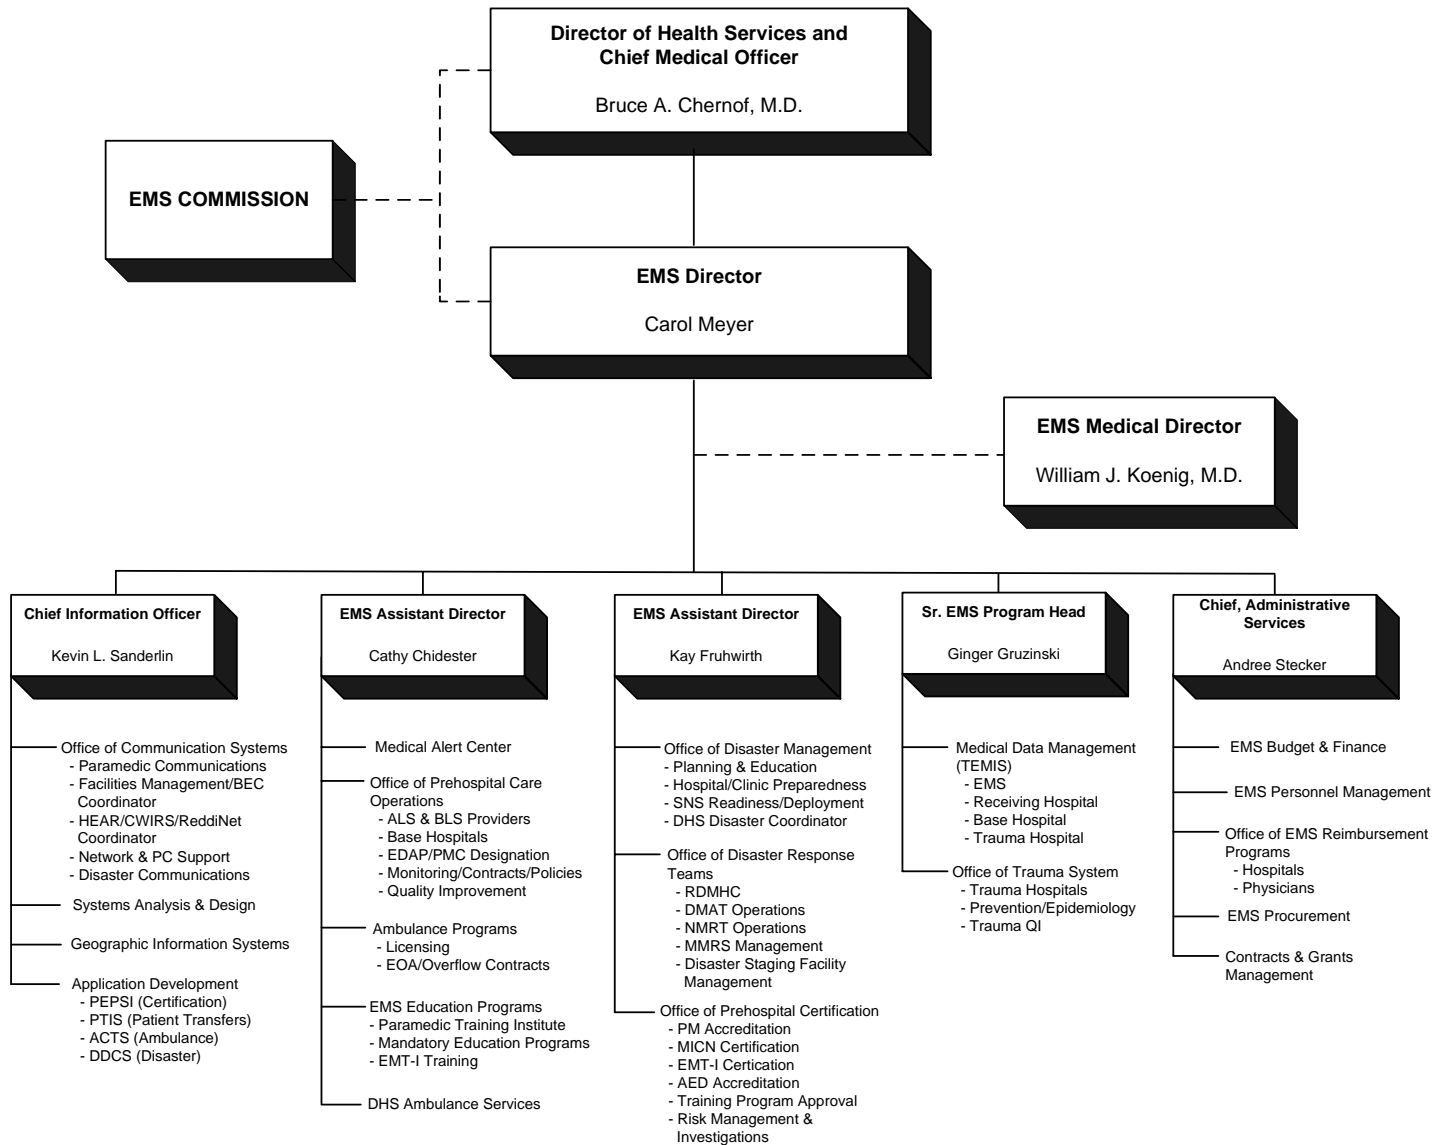 Director of Health Services and
Chief Medical Officer
Bruce A. Chernof, M.D.
EMS COMMISSION
EMS Director
Carol Meyer
EMS Medical Director
William J. Koenig, M.D.
Chief Information Officer
Kevin L. Sanderlin
Office of Communication Systems
- Paramedic Communications
- Facilities Management/BEC
Coordinator
- HEAR/CWIRS/ReddiNet
Coordinator
- Network & PC Support
- Disaster Communications
Systems Analysis & Design
Geographic Information Systems
Application Development
- PEPSI (Certification)
- PTIS (Patient Transfers)
- ACTS (Ambulance)
- DDCS (Disaster)
EMS Assistant Director
Cathy Chidester
Medical Alert Center
Office of Prehospital Care
Operations
- ALS & BLS Providers
- Base Hospitals
- EDAP/PMC Designation
- Monitoring/Contracts/Policies
- Quality Improvement
Ambulance Programs
- Licensing
- EOA/Overflow Contracts
EMS Education Programs
- Paramedic Training Institute
- Mandatory Education Programs
- EMT-I Training
DHS Ambulance Services
EMS Assistant Director
Kay Fruhwirth
Office of Disaster Management
- Planning & Education
- Hospital/Clinic Preparedness
- SNS Readiness/Deployment
- DHS Disaster Coordinator
Office of Disaster Response
Teams
- RDMHC
- DMAT Operations
- NMRT Operations
- MMRS Management
- Disaster Staging Facility
Management
Office of Prehospital Certification
- PM Accreditation
- MICN Certification
- EMT-I Certication
- AED Accreditation
- Training Program Approval
- Risk Management &
Investigations
Sr. EMS Program Head
Ginger Gruzinski
Medical Data Management
(TEMIS)
- EMS
- Receiving Hospital
- Base Hospital
- Trauma Hospital
Office of Trauma System
- Trauma Hospitals
- Prevention/Epidemiology
- Trauma QI
Chief, Administrative
Services
Andree Stecker
EMS Budget & Finance
EMS Personnel Management
Office of EMS Reimbursement
Programs
- Hospitals
- Physicians
EMS Procurement
Contracts & Grants
Management